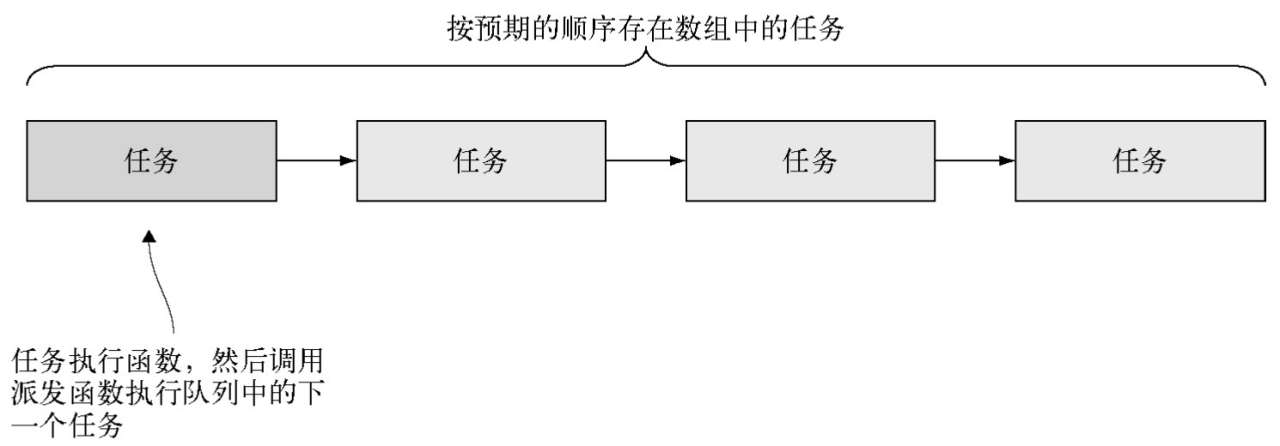 按预期的顺序存在数组中的任务
任务
任务
任务
任务
任务执行函数，然后调用
派发函数执行队列中的下
一个任务